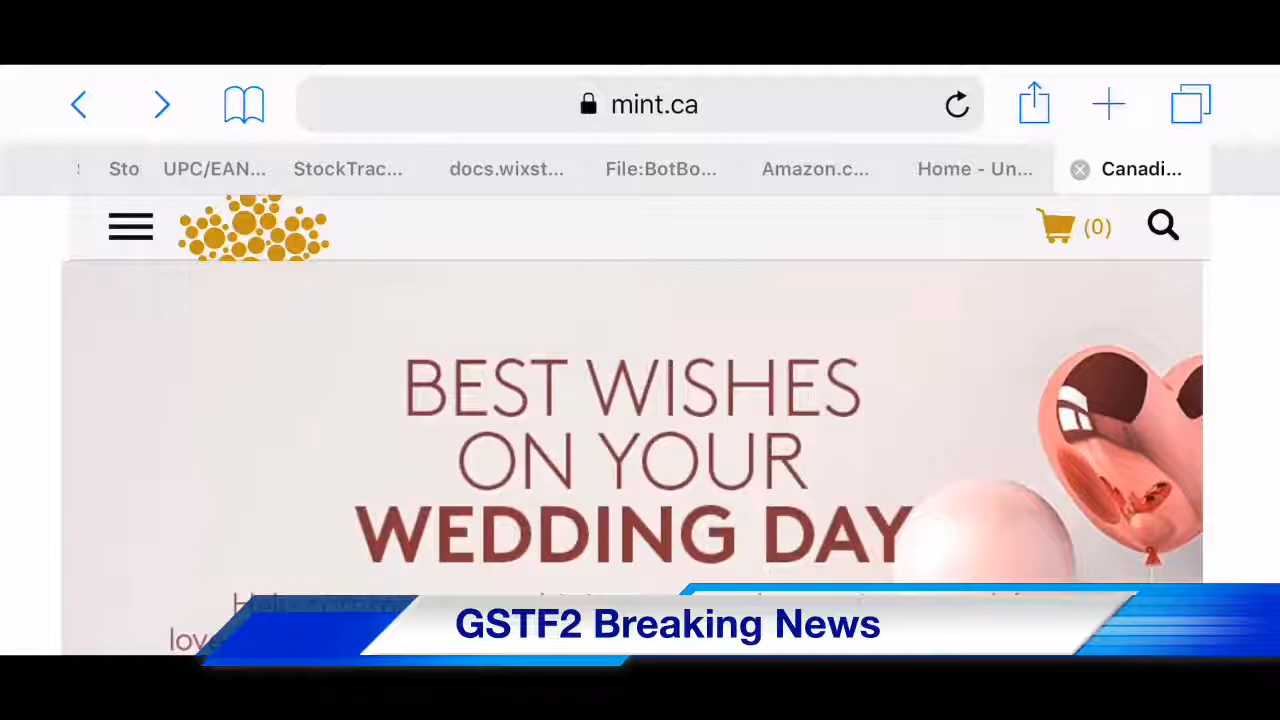 mint.ca
Sto
UPC/EAN...
StockTrac...
docs.wixst...
File:BotBo...
Amazon.c...
Home - Un...
Canadi...
(0)
BEST WISHES
ON YOUR
WEDDING DAY
GSTF2 Breaking News